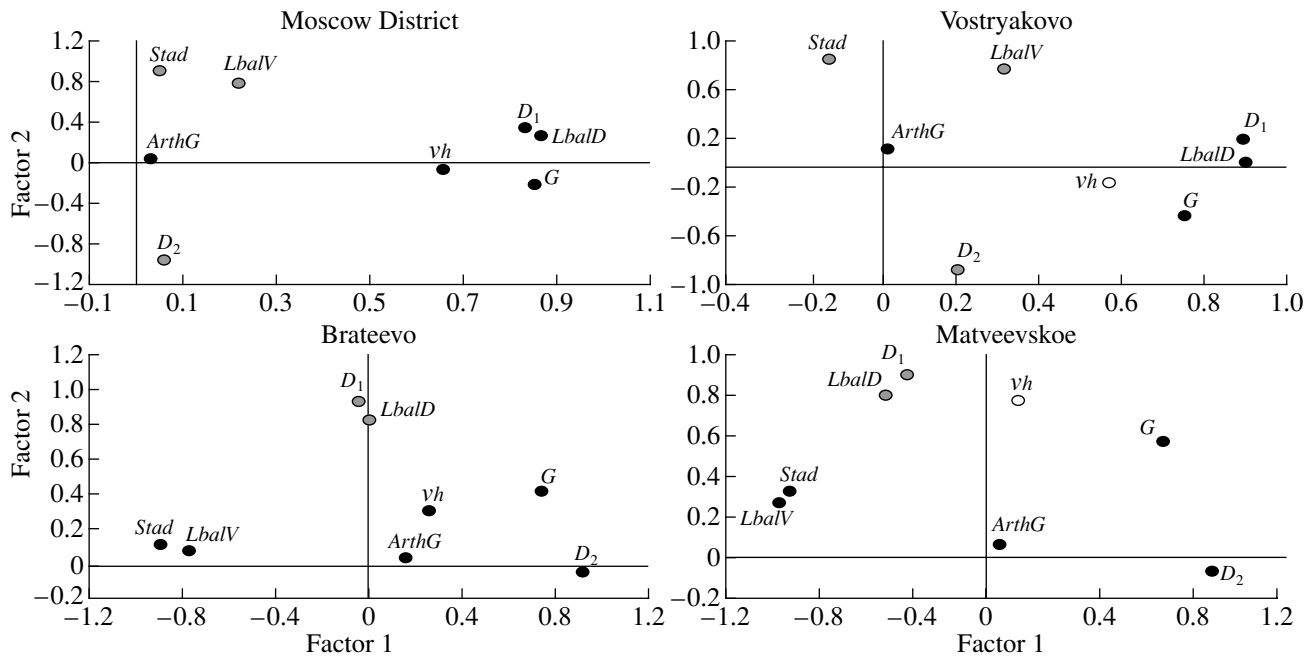 Moscow District
Factor 2
1.2
0.8
0.4
0
−0.4
−0.8
−1.2
Stad
LbalV
D1
LbalD
ArthG
vh
G
D2
−0.1 0.1 0.3 0.5 0.7 0.9 1.1
Vostryakovo
1.0
0.6
0.2
−0.2
−0.6
−1.0
Stad
LbalV
ArthG
D1
LbalD
vh
G
D2
−0.4 −0.2 0 0.2 0.4 0.6 0.8 1.0
Brateevo
Factor 2
1.2
1.0
0.8
0.6
0.4
0.2
0
−0.2
D1
LbalD
G
vh
Stad
LbalV
ArthG
D2
−1.2 −0.8 −0.4 0 0.4 0.8 1.2
Factor 1
Matveevskoe
1.0
0.8
0.6
0.4
0.2
0
−0.2
D1
LbalD
vh
G
Stad
LbalV
ArthG
D2
−1.2 −0.8 −0.4 0 0.4 0.8 1.2
Factor 1